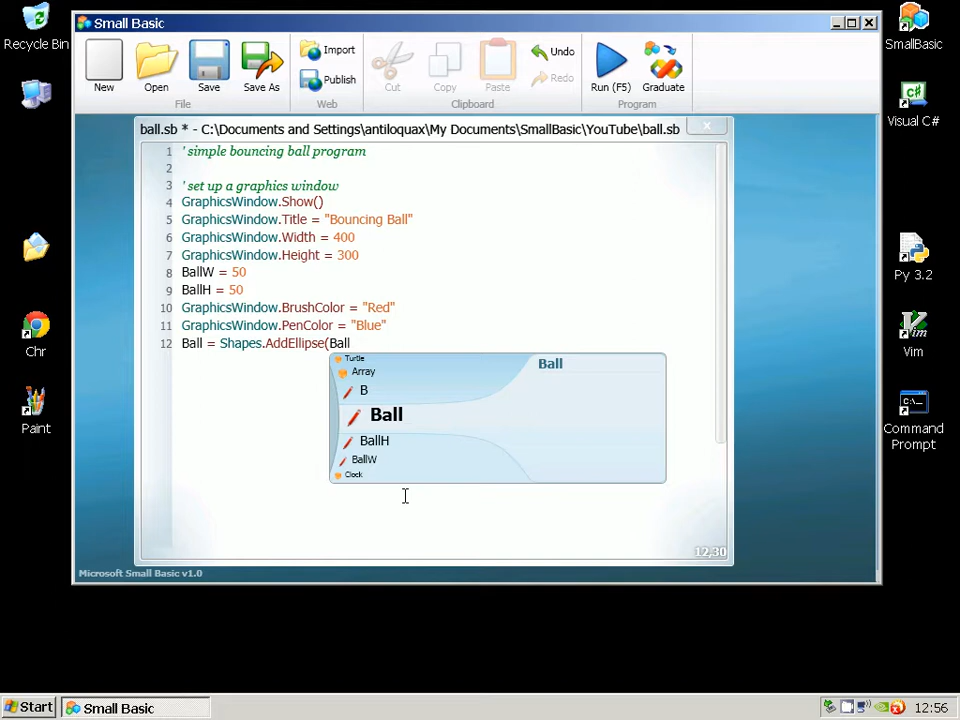 Recycle Bin
Chr
Paint
Small Basic
New
Open
Save
Save As
Import
Publish
Cut
Copy
Paste
Undo
Redo
Run (F5)
Graduate
File
Web
Clipboard
Program
ball.sb * - C:\Documents and Settings\antiloquax\My Documents\SmallBasic\YouTube\ball.sb
1 ' simple bouncing ball program
2
3 ' set up a graphics window
4 GraphicsWindow.Show()
5 GraphicsWindow.Title = "Bouncing Ball"
6 GraphicsWindow.Width = 400
7 GraphicsWindow.Height = 300
8 BallW = 50
9 BallH = 50
10 GraphicsWindow.BrushColor = "Red"
11 GraphicsWindow.PenColor = "Blue"
12 Ball = Shapes.AddEllipse(Ball
Turtle
Array
B
Ball
BallH
BallW
Clock
Ball
12,30
Microsoft Small Basic v1.0
SmallBasic
Visual C#
Py 3.2
Vim
Command
Prompt
Start
Small Basic
12:56